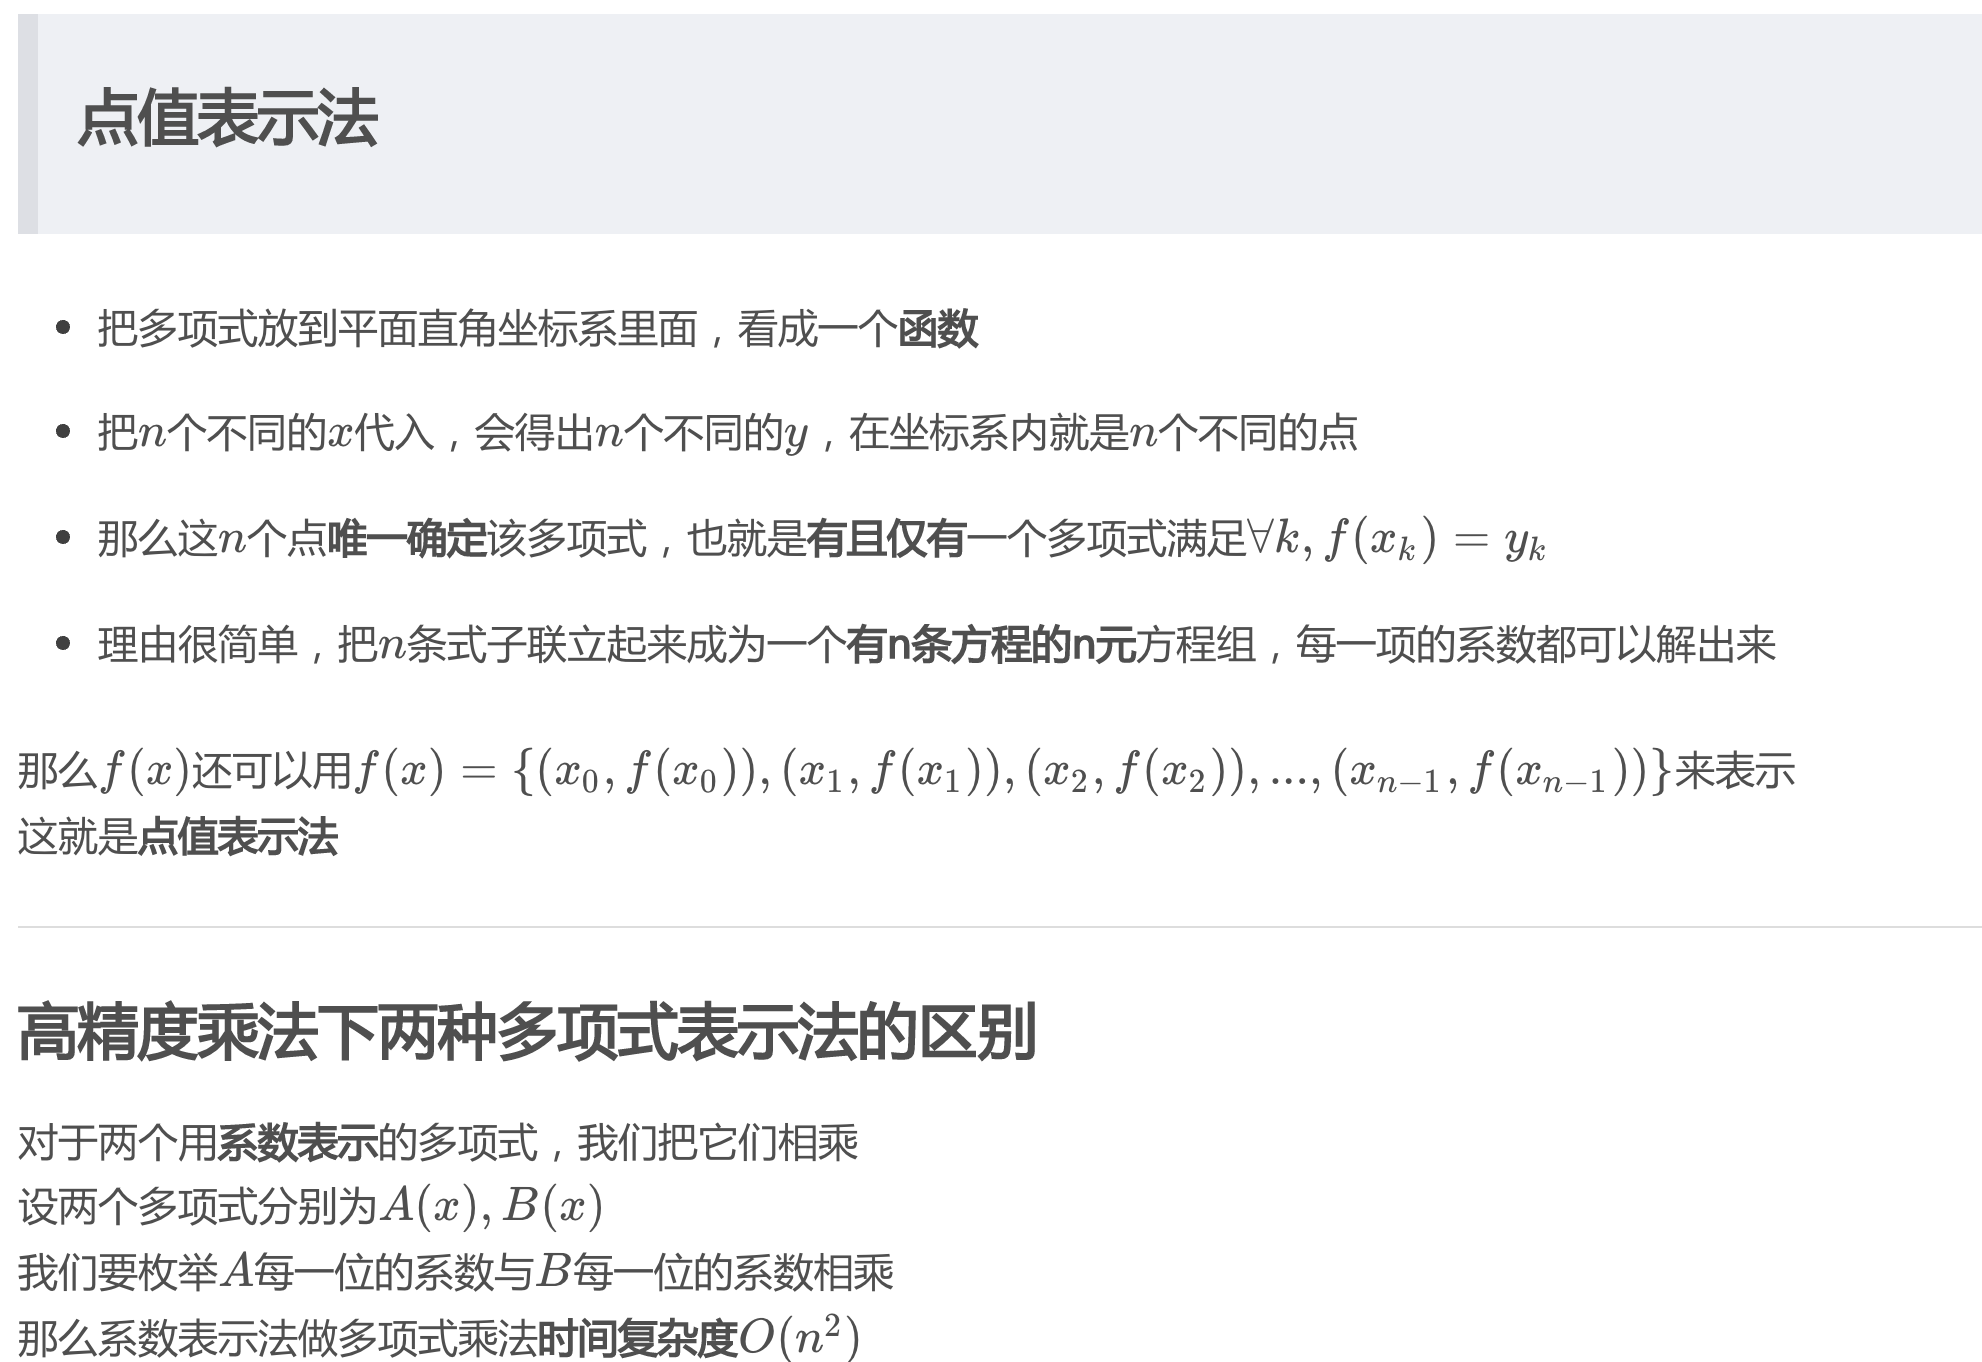 点值表示法
把多项式放到平面直角坐标系里面，看成一个函数
把n个不同的x代入，会得出n个不同的y，在坐标系内就是n个不同的点
那么这n个点唯一确定该多项式，也就是有且仅有一个多项式满足∀k, f(xₖ) = yₖ
理由很简单，把n条式子联立起来成为一个有n条方程的n元方程组，每一项的系数都可以解出来
那么f(x)还可以用f(x) = {(x₀, f(x₀)), (x₁, f(x₁)), (x₂, f(x₂)), ..., (xₙ₋₁, f(xₙ₋₁))}来表示
这就是点值表示法
高精度乘法下两种多项式表示法的区别
对于两个用系数表示的多项式，我们把它们相乘
设两个多项式分别为A(x), B(x)
我们要枚举A每一位的系数与B每一位的系数相乘
那么系数表示法做多项式乘法时间复杂度O(n²)